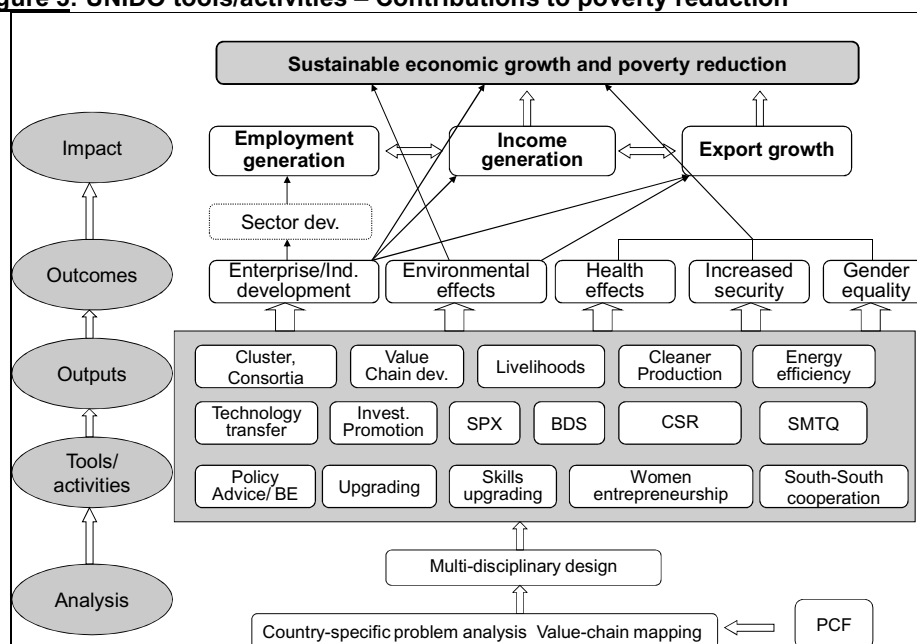 gure 5: UNIDO tools/activities – Contributions to poverty reduction
Sustainable economic growth and poverty reduction
Impact
Employment
generation
Income
generation
Export growth
Sector dev.
Outcomes
Enterprise/Ind.
development
Environmental
effects
Health
effects
Increased
security
Gender
equality
Outputs
Cluster,
Consortia
Value
Chain dev.
Livelihoods
Cleaner
Production
Energy
efficiency
Technology
transfer
Invest.
Promotion
SPX
BDS
CSR
SMTQ
Tools/
activities
Policy
Advice/ BE
Upgrading
Skills
upgrading
Women
entrepreneurship
South-South
cooperation
Multi-disciplinary design
Analysis
Country-specific problem analysis Value-chain mapping
PCF